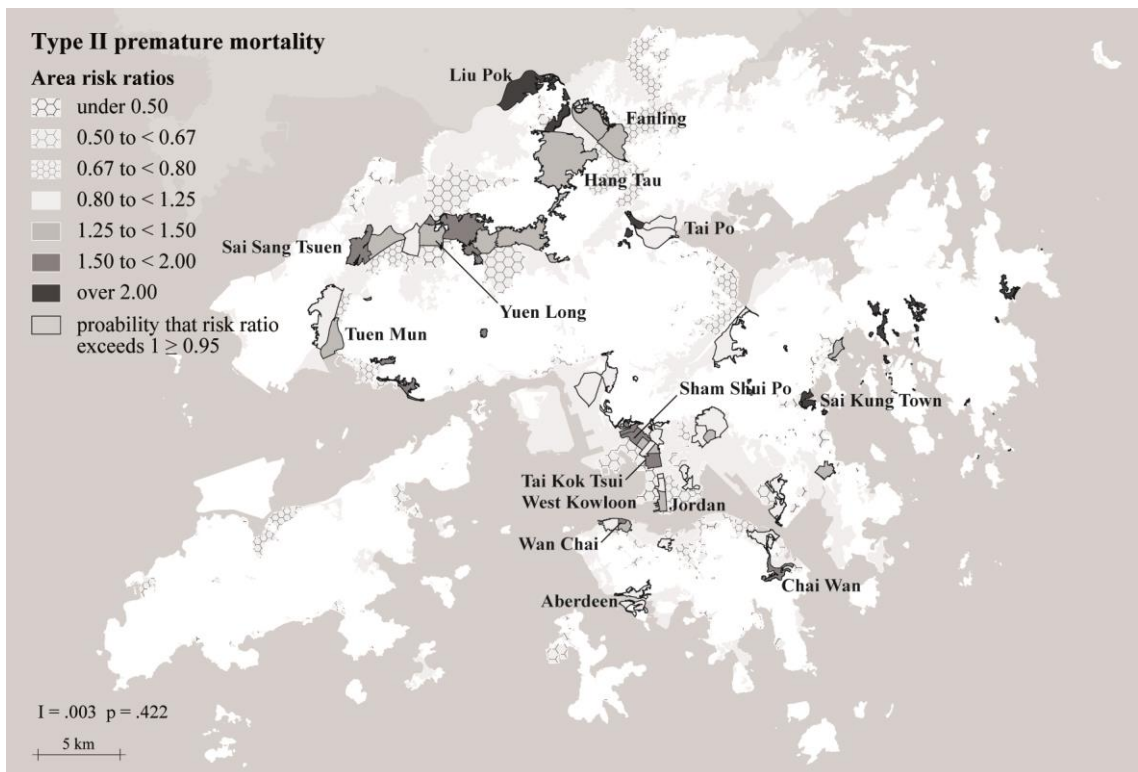 Type II premature mortality
Area risk ratios
under 0.50
0.50 to < 0.67
0.67 to < 0.80
0.80 to < 1.25
1.25 to < 1.50
1.50 to < 2.00
over 2.00
proability that risk ratio
exceeds 1 ≥ 0.95
Liu Pok
Fanling
Hang Tau
Tai Po
Sai Sang Tsuen
Yuen Long
Tuen Mun
Sham Shui Po
Sai Kung Town
Tai Kok Tsui
West Kowloon
Jordan
Wan Chai
Chai Wan
Aberdeen
I = .003 p = .422
5 km